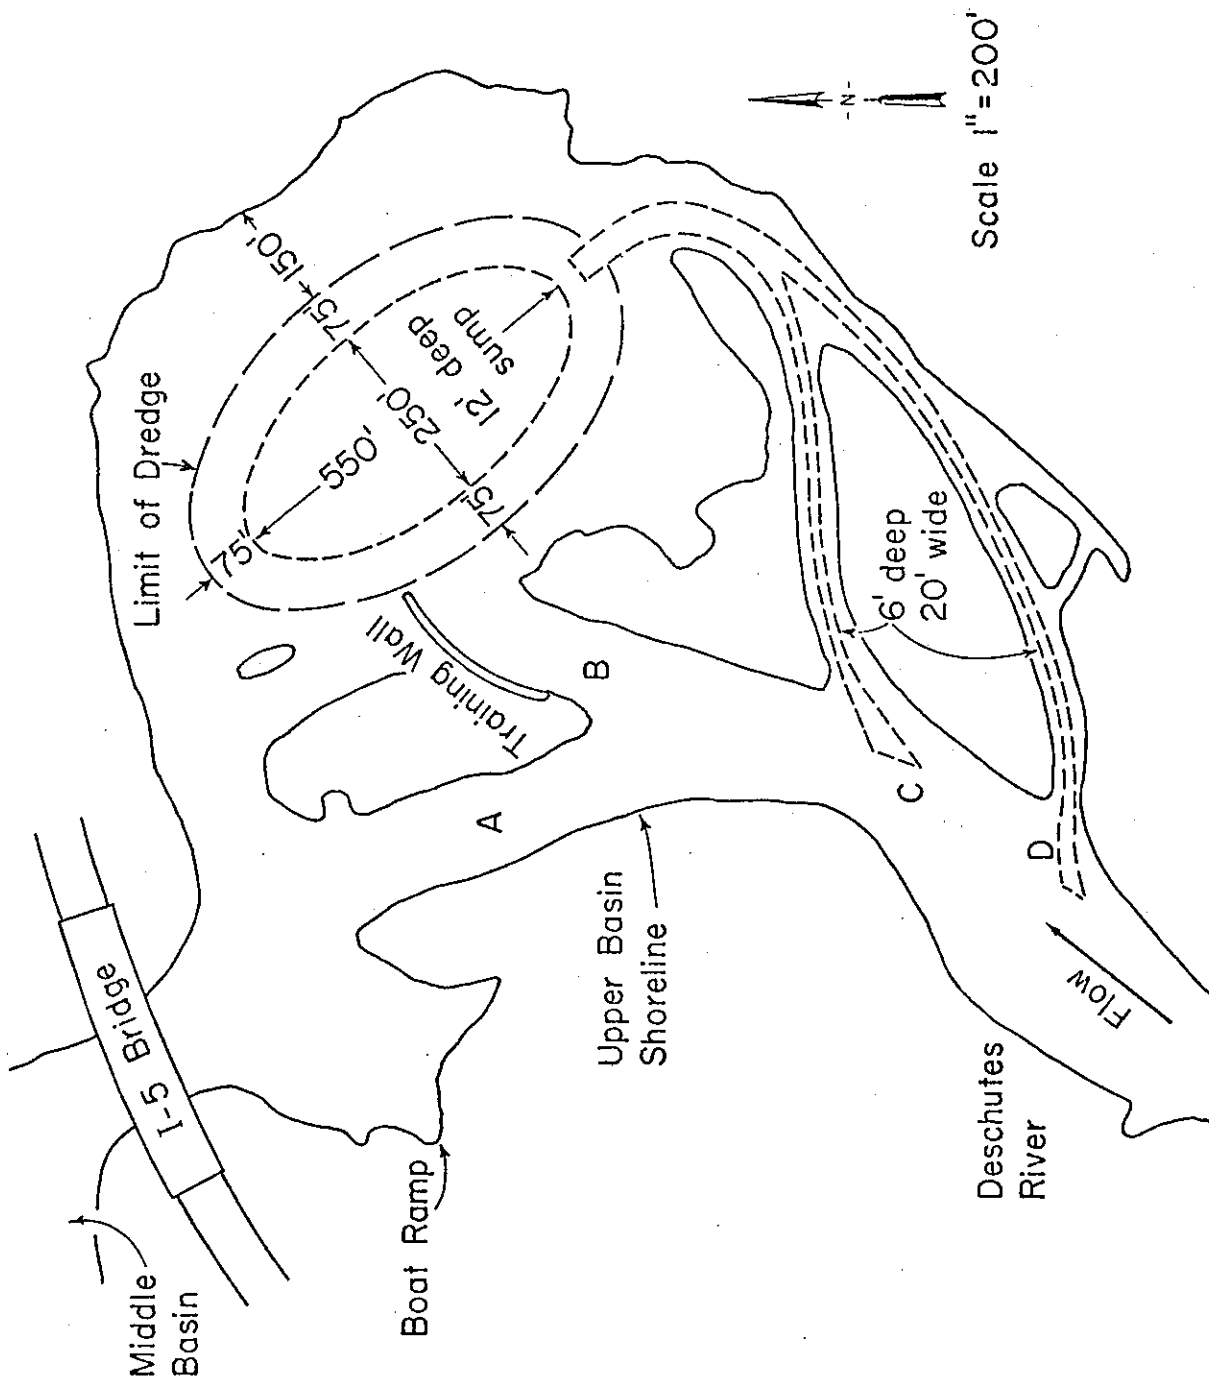 Middle
Basin
I-5 Bridge
Boat Ramp
Limit of Dredge
75'
550'
75'
250'
75'
150'
12' deep
sump
Training Wall
A
B
C
D
Upper Basin
Shoreline
6' deep
20' wide
Deschutes
River
Flow
-N-
Scale 1"=200'